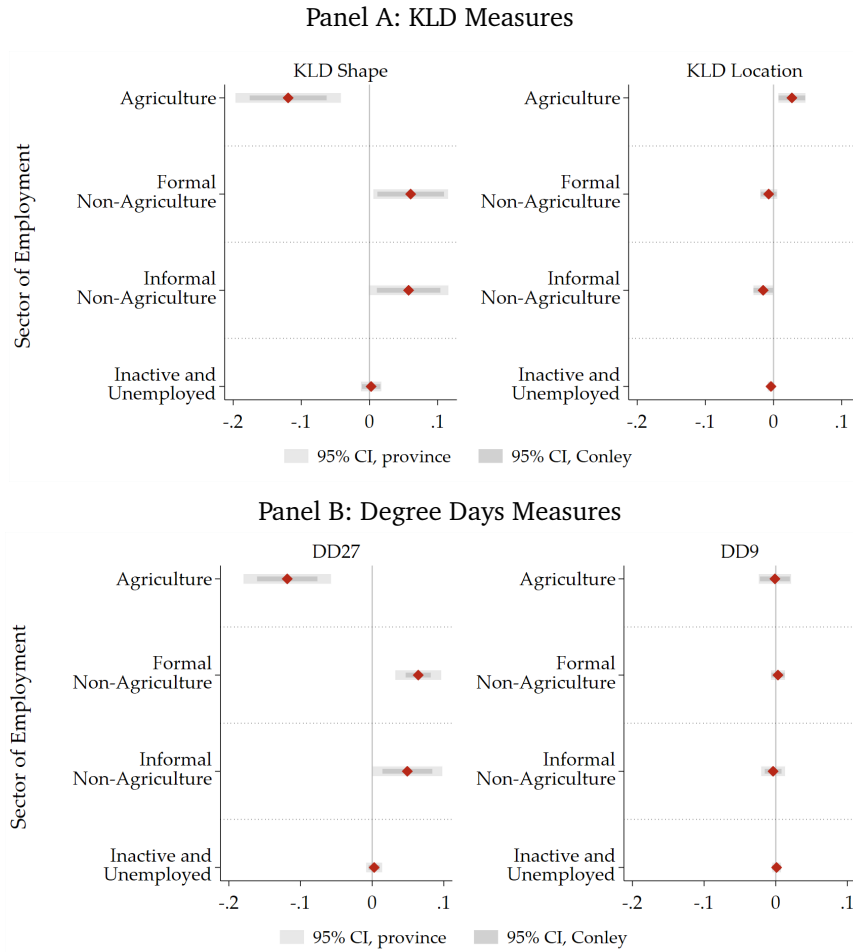 Panel A: KLD Measures
KLD Shape
KLD Location
Sector of Employment
Agriculture
Formal
Non-Agriculture
Informal
Non-Agriculture
Inactive and
Unemployed
-.2 -.1 0 .1
Agriculture
Formal
Non-Agriculture
Informal
Non-Agriculture
Inactive and
Unemployed
-.2 -.1 0 .1
95% CI, province 95% CI, Conley
Panel B: Degree Days Measures
DD27
DD9
Sector of Employment
Agriculture
Formal
Non-Agriculture
Informal
Non-Agriculture
Inactive and
Unemployed
-.2 -.1 0 .1
Agriculture
Formal
Non-Agriculture
Informal
Non-Agriculture
Inactive and
Unemployed
-.2 -.1 0 .1
95% CI, province 95% CI, Conley